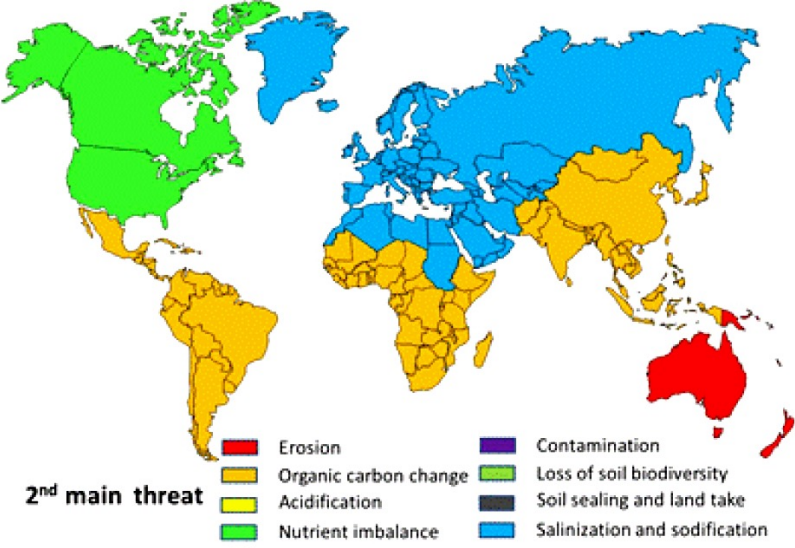 Erosion
Organic carbon change
Acidification
Nutrient imbalance
Contamination
Loss of soil biodiversity
Soil sealing and land take
Salinization and sodification
2nd main threat